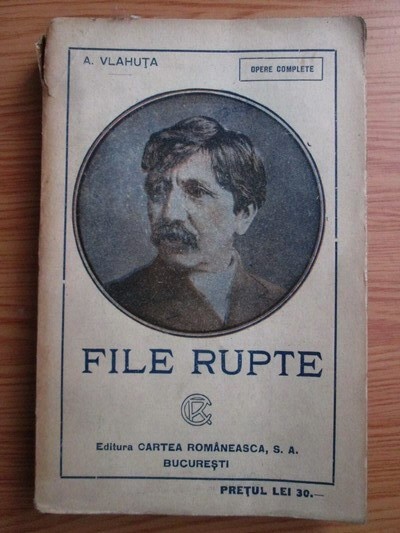 A. VLAHUȚA
OPERE COMPLETE
FILE RUPTE
CR
Editura CARTEA ROMÂNEASCA, S. A.
BUCUREȘTI
PREȚUL LEI 30.—